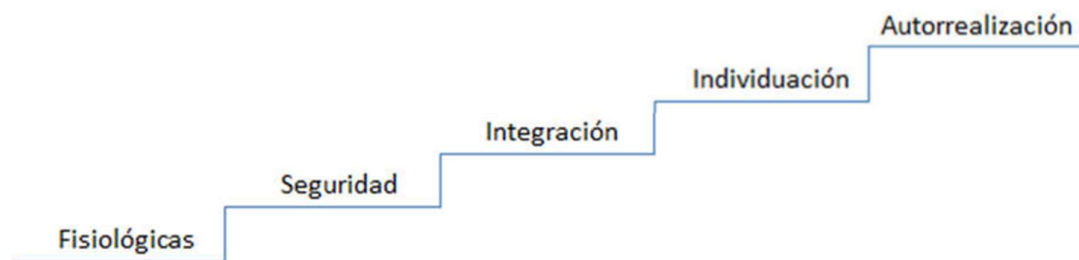 Autorrealización
Individuación
Integración
Seguridad
Fisiológicas